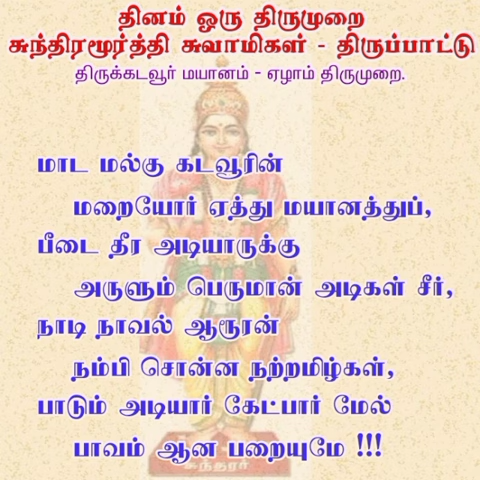 தினம் ஒரு திருமுறை
சுந்திரமூர்த்தி சுவாமிகள் - திருப்பாட்டு
திருக்கடவூர் மயானம் - ஏழாம் திருமுறை.
மாட மல்கு கடவூரின்
மறையோர் ஏத்து மயானத்துப்,
பீடை தீர அடியாருக்கு
அருளும் பெருமான் அடிகள் சீர்,
நாடி நாவல் ஆரூரன்
நம்பி சொன்ன நற்றமிழ்கள்,
பாடும் அடியார் கேட்பார் மேல்
பாவம் ஆன பறையுமே !!!
சுந்தரர்